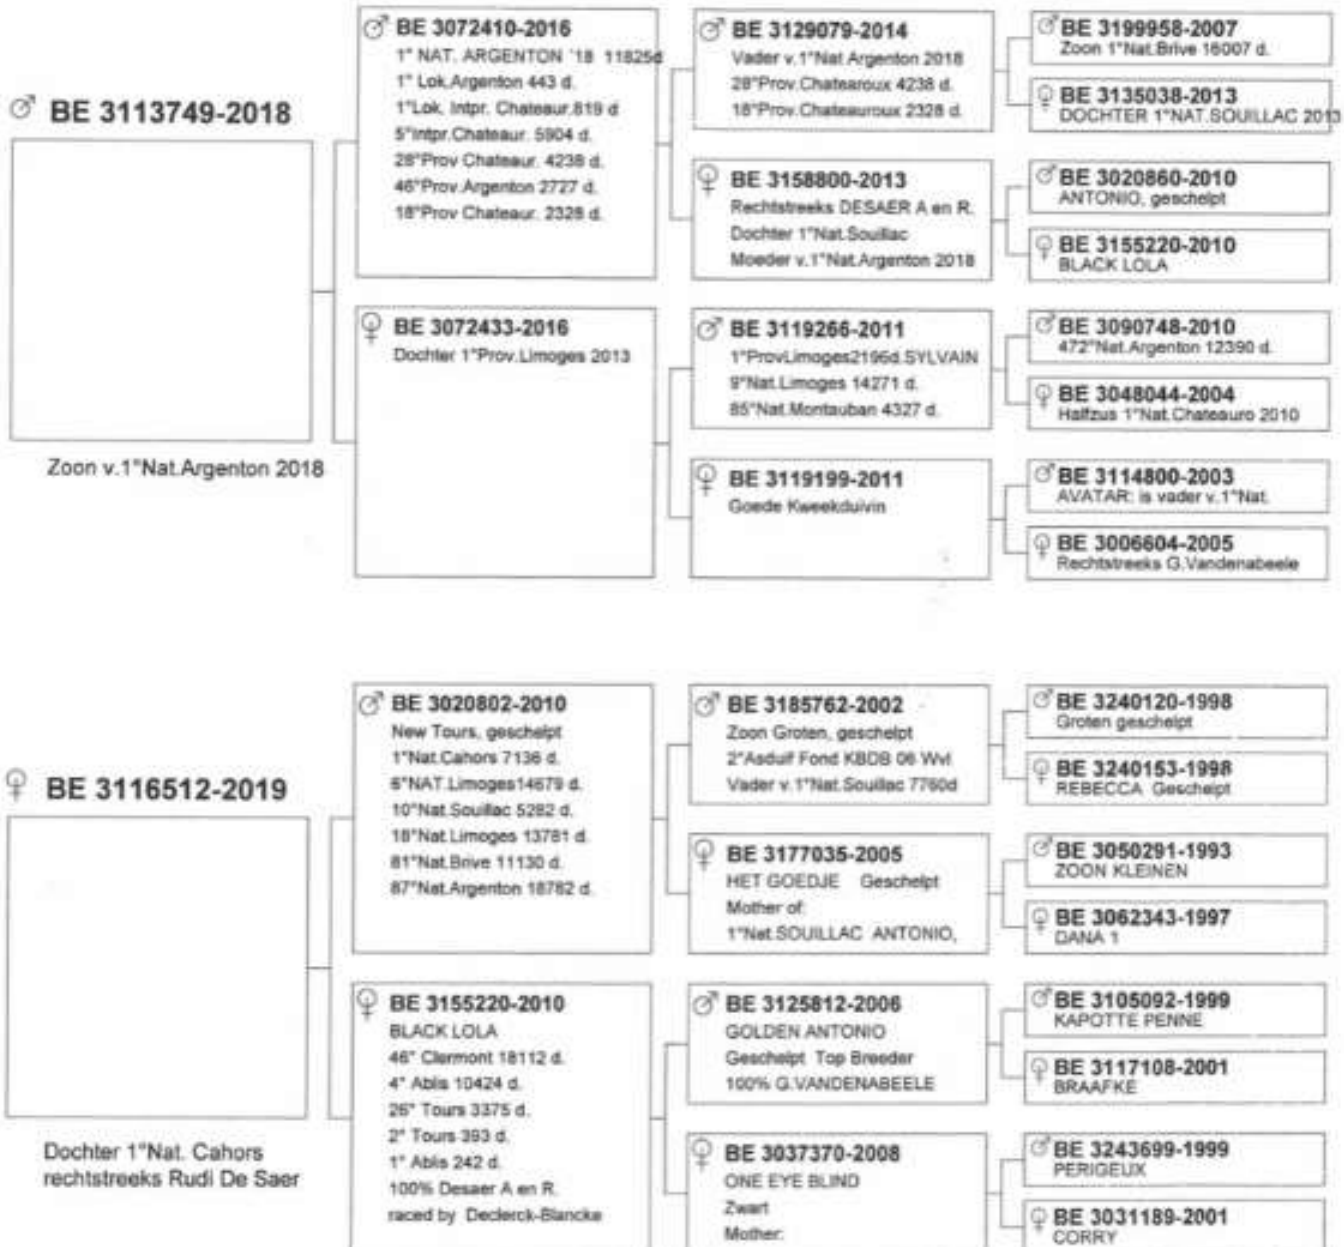 BE 3113749-2018
Zoon v.1°Nat.Argenton 2018
BE 3072410-2016
1° NAT. ARGENTON '18 11825d
1° Lok.Argenton 443 d.
1°Lok. Intpr. Chateaur.819 d
5°Intpr.Chateaur. 5904 d.
28°Prov Chateaur. 4238 d.
46°Prov.Argenton 2727 d.
18°Prov Chateaur. 2328 d.
BE 3072433-2016
Dochter 1°Prov.Limoges 2013
BE 3129079-2014
Vader v.1°Nat Argenton 2018
28°Prov.Chatearoux 4238 d.
18°Prov.Chateauroux 2328 d.
BE 3158800-2013
Rechtstreeks DESAER A en R.
Dochter 1°Nat.Souillac
Moeder v.1°Nat.Argenton 2018
BE 3119266-2011
1°ProvLimoges2196d.SYLVAIN
9°Nat.Limoges 14271 d.
85°Nat.Montauban 4327 d.
BE 3119199-2011
Goede Kweekduivin
BE 3199958-2007
Zoon 1°Nat.Brive 16007 d.
BE 3135038-2013
DOCHTER 1°NAT.SOUILLAC 2013
BE 3020860-2010
ANTONIO, geschelpt
BE 3155220-2010
BLACK LOLA
BE 3090748-2010
472°Nat.Argenton 12390 d.
BE 3048044-2004
Halfzus 1°Nat.Chateauro 2010
BE 3114800-2003
AVATAR: is vader v.1°Nat.
BE 3006604-2005
Rechtstreeks G.Vandenabeele
BE 3116512-2019
Dochter 1°Nat. Cahors
rechtstreeks Rudi De Saer
BE 3020802-2010
New Tours, geschelpt
1°Nat.Cahors 7136 d.
6°NAT.Limoges14679 d.
10°Nat.Souillac 5282 d.
18°Nat.Limoges 13781 d.
81°Nat.Brive 11130 d.
87°Nat.Argenton 18782 d.
BE 3155220-2010
BLACK LOLA
46° Clermont 18112 d.
4° Ablis 10424 d.
26° Tours 3375 d.
2° Tours 393 d.
1° Ablis 242 d.
100% Desaer A en R.
raced by Declerck-Blancke
BE 3185762-2002
Zoon Groten, geschelpt
2°Asduif Fond KBDB 06 Wvl
Vader v.1°Nat.Souillac 7760d
BE 3177035-2005
HET GOEDJE Geschelpt
Mother of:
1°Nat.SOUILLAC ANTONIO,
BE 3125812-2006
GOLDEN ANTONIO
Geschelpt Top Breeder
100% G.VANDENABEELE
BE 3037370-2008
ONE EYE BLIND
Zwart
Mother:
BE 3240120-1998
Groten geschelpt
BE 3240153-1998
REBECCA Geschelpt
BE 3050291-1993
ZOON KLEINEN
BE 3062343-1997
DANA 1
BE 3105092-1999
KAPOTTE PENNE
BE 3117108-2001
BRAAFKE
BE 3243699-1999
PERIGEUX
BE 3031189-2001
CORRY